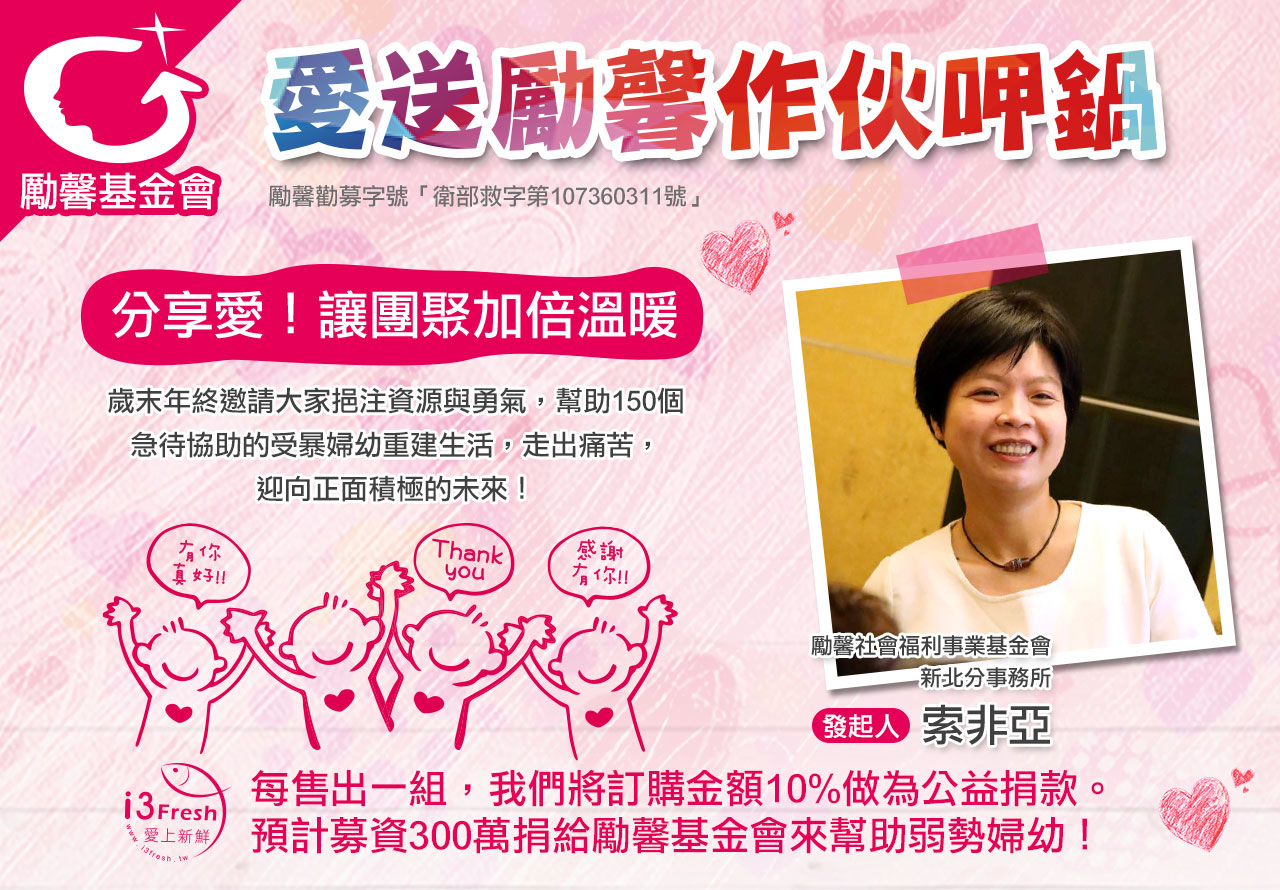 勵馨基金會
愛送勵馨作伙呷鍋
勵馨勸募字號「衛部救字第107360311號」
分享愛！讓團聚加倍溫暖
歲末年終邀請大家挹注資源與勇氣，幫助150個
急待協助的受暴婦幼重建生活，走出痛苦，
迎向正面積極的未來！
有你
真好!!
Thank
you
感謝
有你!!
勵馨社會福利事業基金會
新北分事務所
發起人 索非亞
i3Fresh
愛上新鮮
www.i3fresh.tw
每售出一組，我們將訂購金額10%做為公益捐款。
預計募資300萬捐給勵馨基金會來幫助弱勢婦幼！